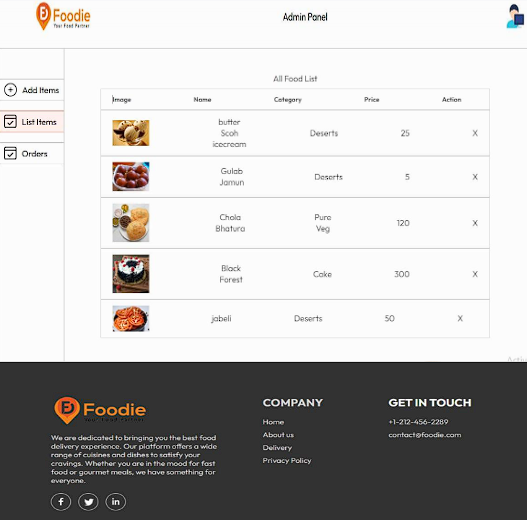 Foodie
Your Food Partner
Admin Panel
Add Items
List Items
Orders
All Food List
Image Name Category Price Action
butter
Scoh
icecream
Deserts 25 X
Gulab
Jamun
Deserts 5 X
Chola
Bhatura
Pure
Veg
120 X
Black
Forest
Cake 300 X
jabeli Deserts 50 X
Foodie
Your Food Partner
We are dedicated to bringing you the best food
delivery experience. Our platform offers a wide
range of cuisines and dishes to satisfy your
cravings. Whether you are in the mood for fast
food or gourmet meals, we have something for
everyone.
COMPANY
Home
About us
Delivery
Privacy Policy
GET IN TOUCH
+1-212-456-2289
contact@foodie.com